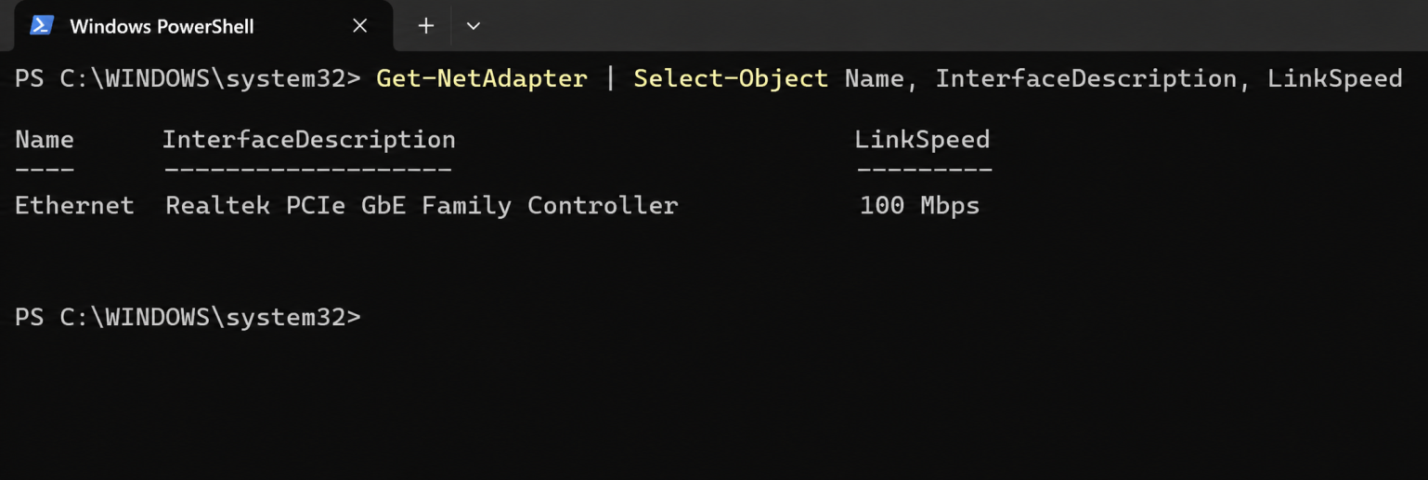 Windows PowerShell
PS C:\WINDOWS\system32> Get-NetAdapter | Select-Object Name, InterfaceDescription, LinkSpeed
Name InterfaceDescription LinkSpeed
---- -------------------- ---------
Ethernet Realtek PCIe GbE Family Controller 100 Mbps
PS C:\WINDOWS\system32>